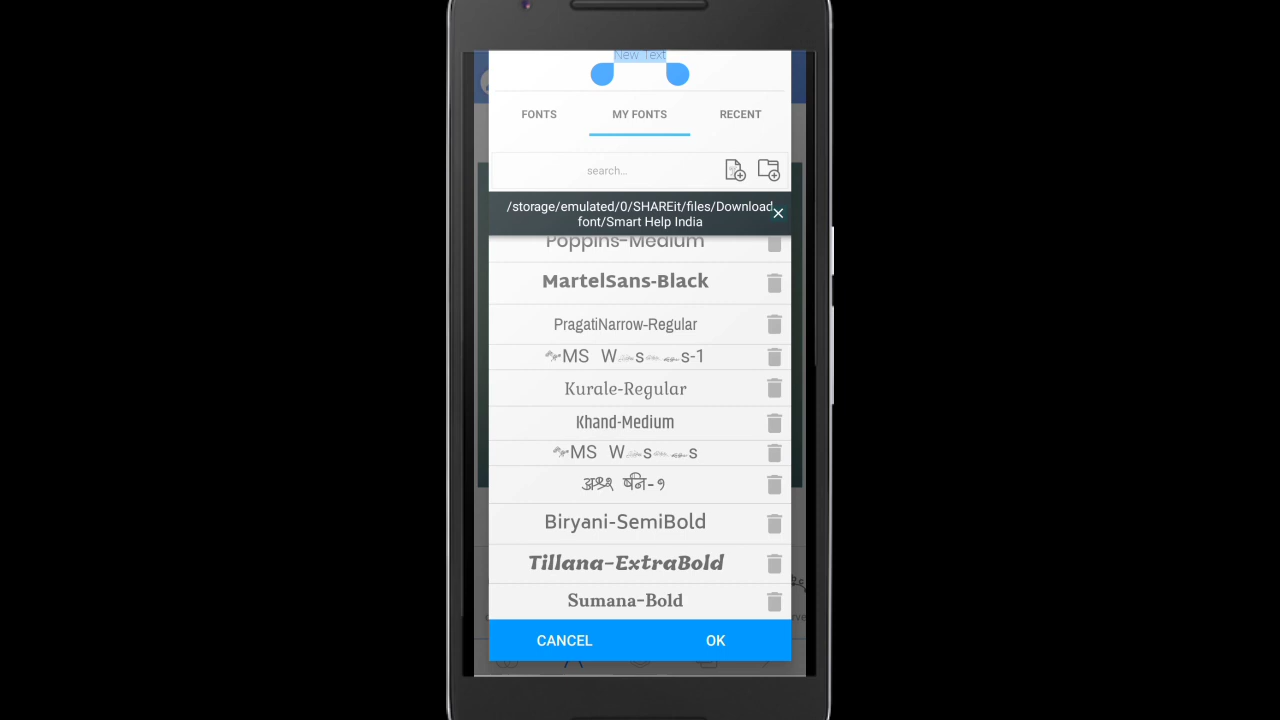 New Text
FONTS
MY FONTS
RECENT
search...
/storage/emulated/0/SHAREit/files/Download
font/Smart Help India
Poppins-Medium
MartelSans-Black
PragatiNarrow-Regular
Kurale-Regular
Khand-Medium
Biryani-SemiBold
Tillana-ExtraBold
Sumana-Bold
CANCEL
OK